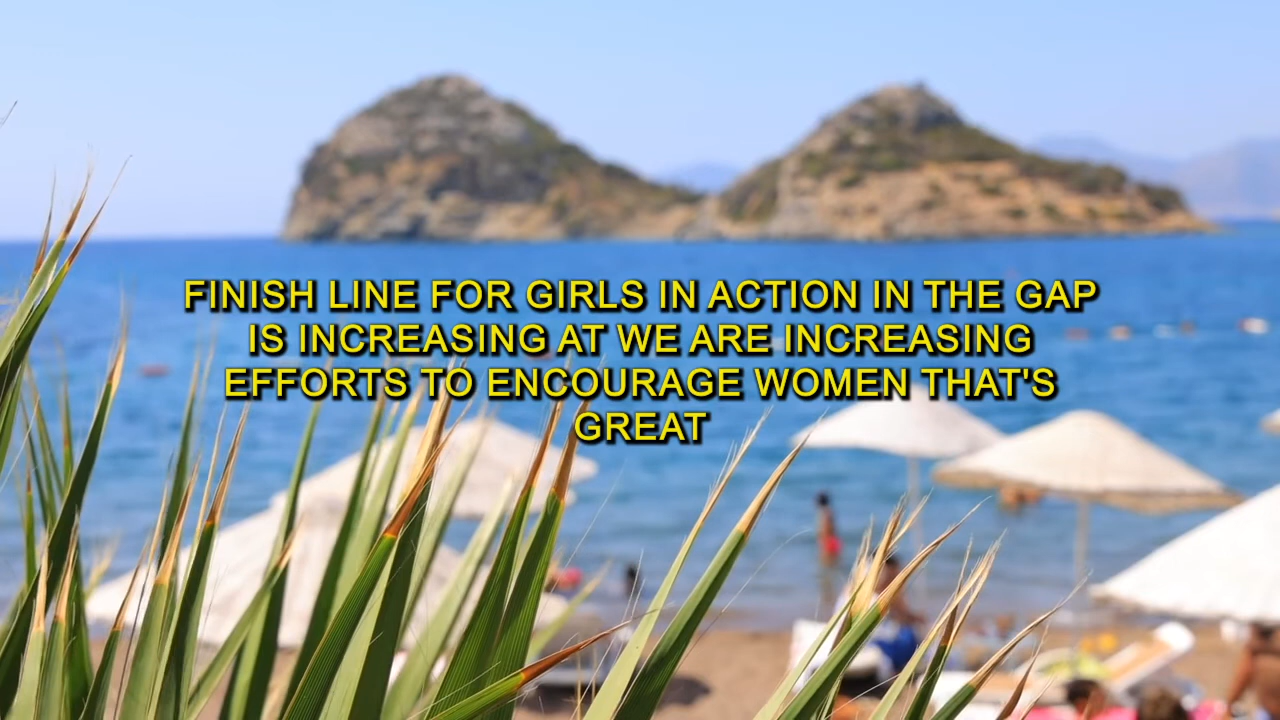 FINISH LINE FOR GIRLS IN ACTION IN THE GAP
IS INCREASING AT WE ARE INCREASING
EFFORTS TO ENCOURAGE WOMEN THAT'S
GREAT